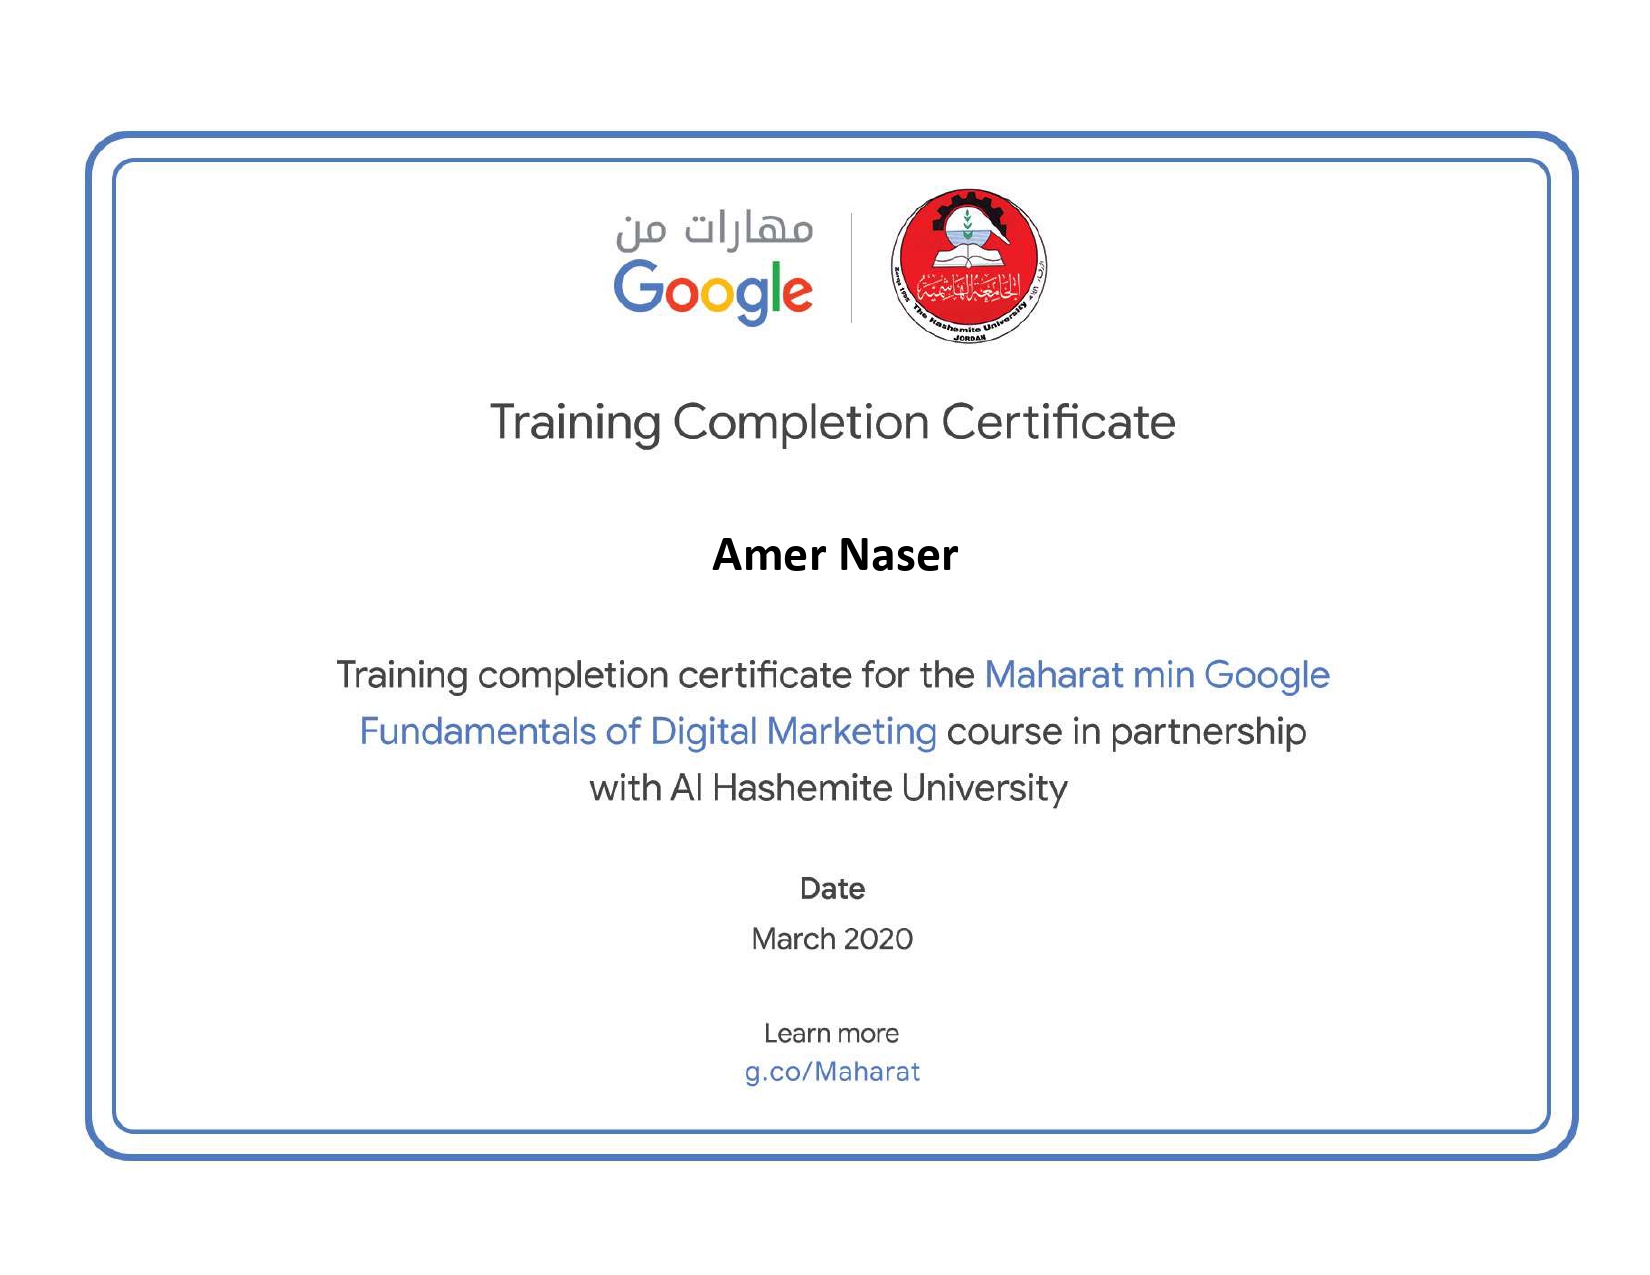 مهارات من
Google
الجامعة الهاشمية
Zarqa 1995 The Hashemite University
JORDAN
Training Completion Certificate
Amer Naser
Training completion certificate for the Maharat min Google
Fundamentals of Digital Marketing course in partnership
with Al Hashemite University
Date
March 2020
Learn more
g.co/Maharat